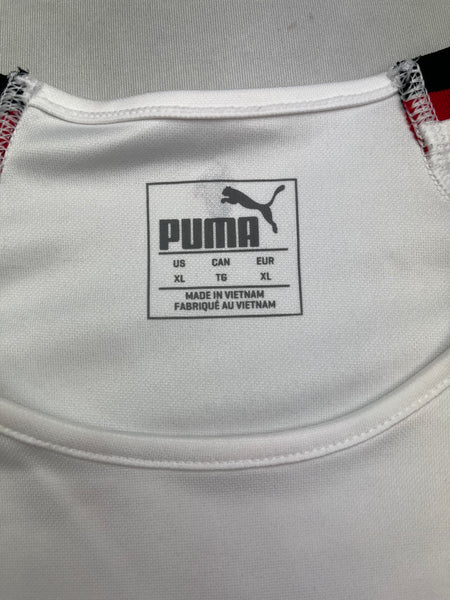 PUMA
US CAN EUR
XL TG XL
MADE IN VIETNAM
FABRIQUÉ AU VIETNAM